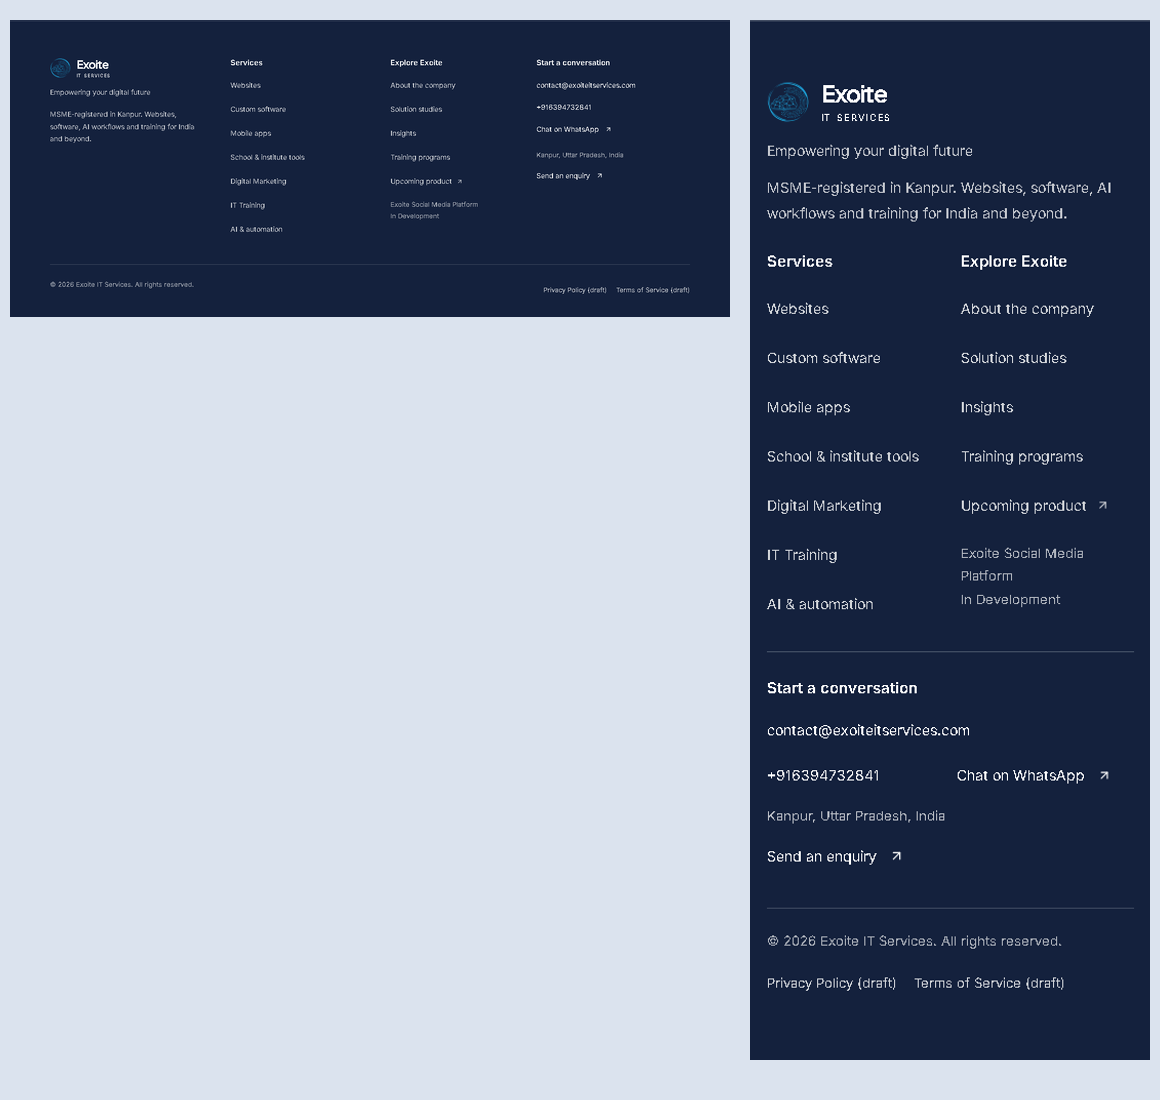 Exoite
IT SERVICES
Empowering your digital future
MSME-registered in Kanpur. Websites,
software, AI workflows and training for India
and beyond.
Services
Websites
Custom software
Mobile apps
School & institute tools
Digital Marketing
IT Training
AI & automation
Explore Exoite
About the company
Solution studies
Insights
Training programs
Upcoming product ↗
Exoite Social Media Platform
In Development
Start a conversation
contact@exoiteitservices.com
+916394732841
Chat on WhatsApp ↗
Kanpur, Uttar Pradesh, India
Send an enquiry ↗
© 2026 Exoite IT Services. All rights reserved.
Privacy Policy (draft) Terms of Service (draft)
Exoite
IT SERVICES
Empowering your digital future
MSME-registered in Kanpur. Websites, software, AI
workflows and training for India and beyond.
Services
Websites
Custom software
Mobile apps
School & institute tools
Digital Marketing
IT Training
AI & automation
Explore Exoite
About the company
Solution studies
Insights
Training programs
Upcoming product ↗
Exoite Social Media
Platform
In Development
Start a conversation
contact@exoiteitservices.com
+916394732841 Chat on WhatsApp ↗
Kanpur, Uttar Pradesh, India
Send an enquiry ↗
© 2026 Exoite IT Services. All rights reserved.
Privacy Policy (draft) Terms of Service (draft)